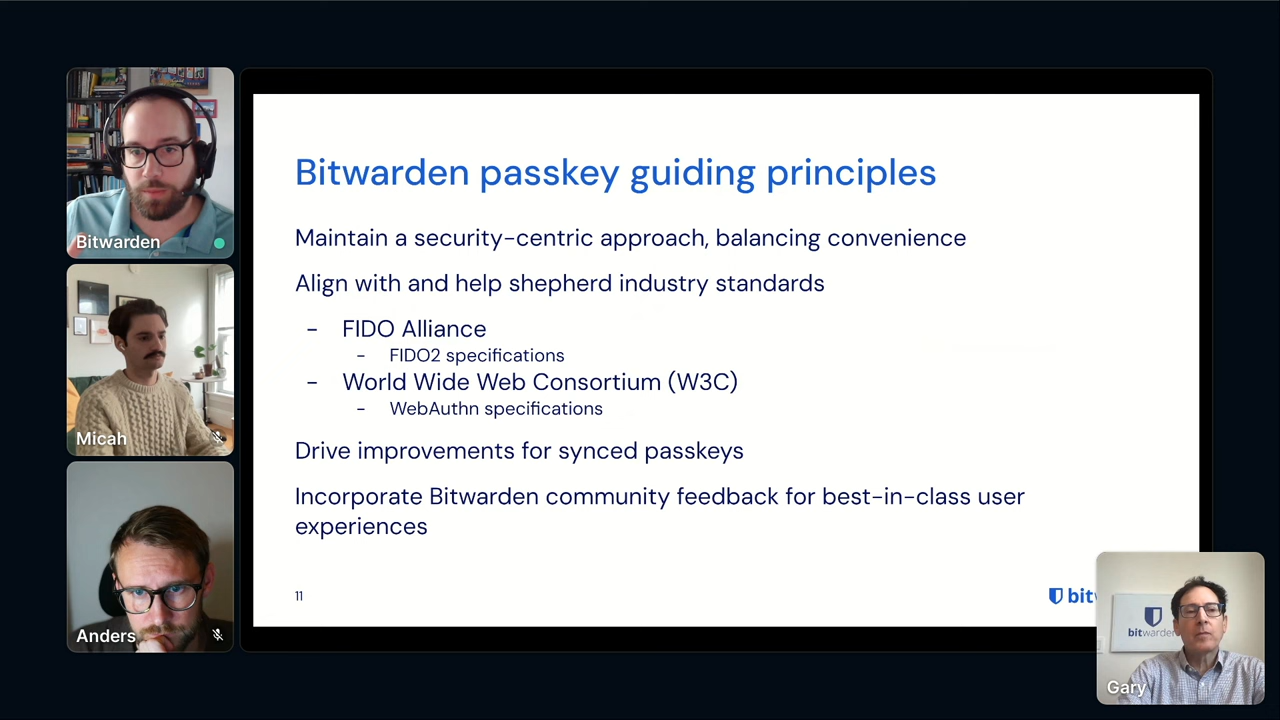 Bitwarden passkey guiding principles
Maintain a security-centric approach, balancing convenience
Align with and help shepherd industry standards
- FIDO Alliance
- FIDO2 specifications
- World Wide Web Consortium (W3C)
- WebAuthn specifications
Drive improvements for synced passkeys
Incorporate Bitwarden community feedback for best-in-class user
experiences
11
bitw
Bitwarden
Micah
Anders
bitwarden
Gary